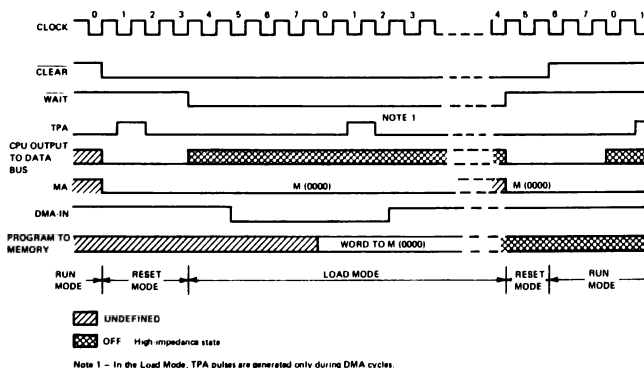 CLOCK 0 1 2 3 7 0 1 2 3 4 5 6 7 0 1
CLEAR
WAIT
NOTE 1
TPA
CPU OUTPUT
TO DATA
BUS
MA M (0000) M (0000)
DMA-IN
PROGRAM TO
MEMORY WORD TO M (0000)
RUN MODE RESET MODE LOAD MODE RESET MODE RUN MODE
UNDEFINED
OFF High-impedance state
Note 1 – In the Load Mode, TPA pulses are generated only during DMA cycles.